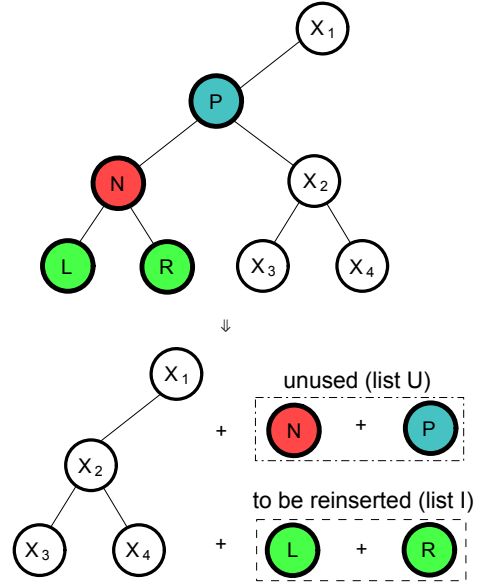 X1
P
N
X2
L
R
X3
X4
⇓
X1
unused (list U)
+
N
+
P
X2
to be reinserted (list I)
X3
X4
+
L
+
R